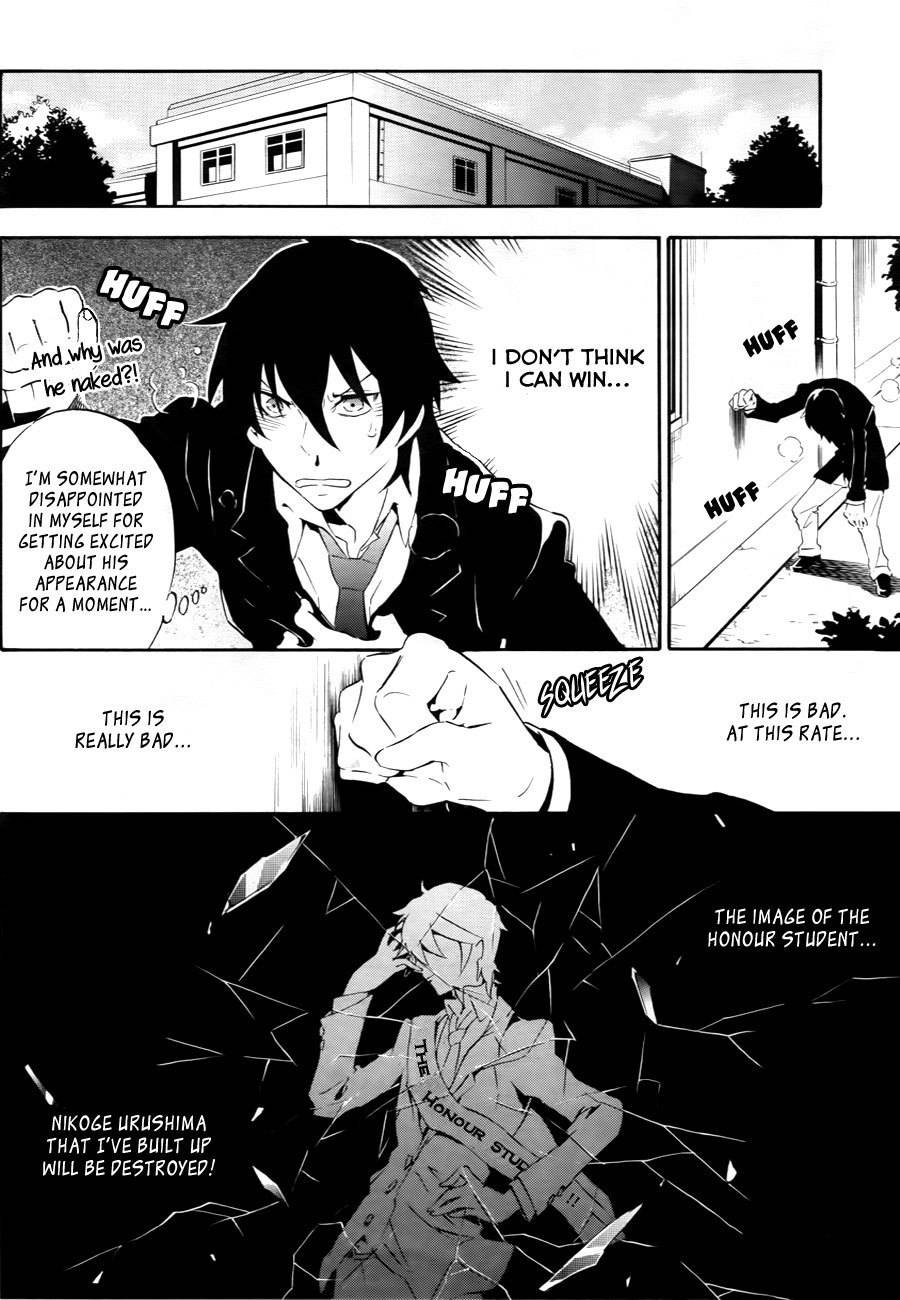 HUFF
HUFF
I DON'T THINK
I CAN WIN...
HUFF
And why was
he naked?!
HUFF
I'M SOMEWHAT
DISAPPOINTED
IN MYSELF FOR
GETTING EXCITED
ABOUT HIS
APPEARANCE
FOR A MOMENT...
THIS IS BAD.
AT THIS RATE...
SQUEEZE
THIS IS
REALLY BAD...
THE IMAGE OF THE
HONOUR STUDENT...
THE HONOUR STUD
!!
NIKOGE URUSHIMA
THAT I'VE BUILT UP
WILL BE DESTROYED!